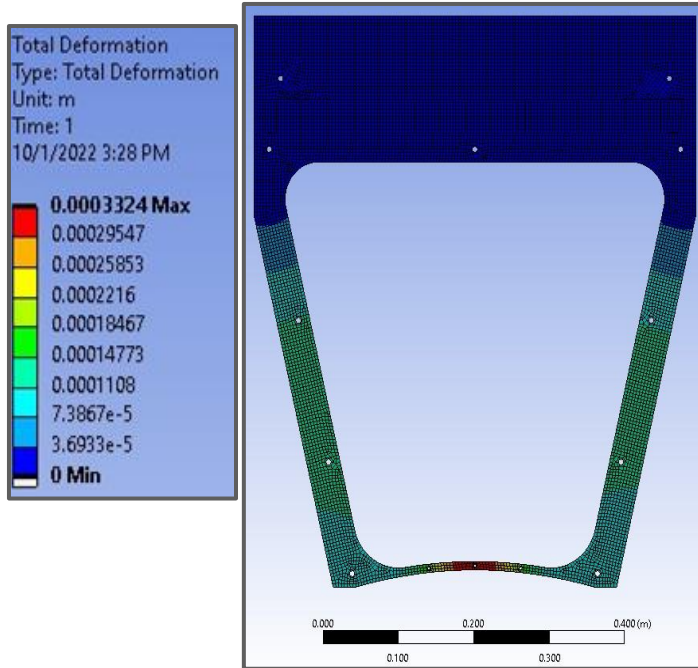 Total Deformation
Type: Total Deformation
Unit: m
Time: 1
10/1/2022 3:28 PM
0.0003324 Max
0.00029547
0.00025853
0.0002216
0.00018467
0.00014773
0.0001108
7.3867e-5
3.6933e-5
0 Min
0.000 0.200 0.400 (m)
0.100 0.300